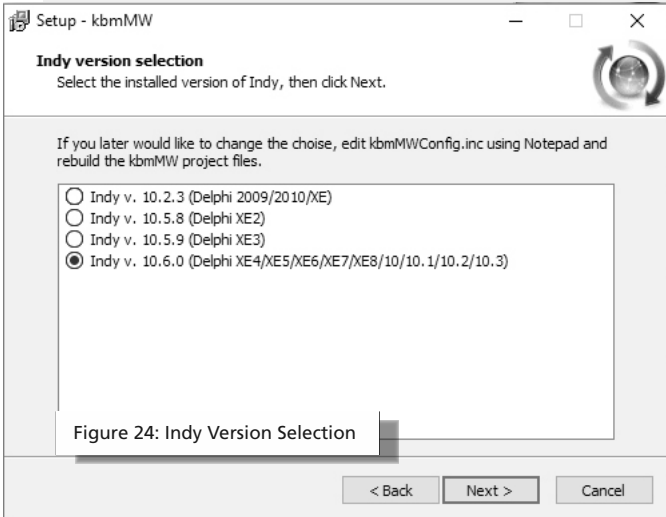 Setup - kbmMW
Indy version selection
Select the installed version of Indy, then click Next.
If you later would like to change the choise, edit kbmMWConfig.inc using Notepad and
rebuild the kbmMW project files.
Indy v. 10.2.3 (Delphi 2009/2010/XE)
Indy v. 10.5.8 (Delphi XE2)
Indy v. 10.5.9 (Delphi XE3)
Indy v. 10.6.0 (Delphi XE4/XE5/XE6/XE7/XE8/10/10.1/10.2/10.3)
Figure 24: Indy Version Selection
< Back
Next >
Cancel